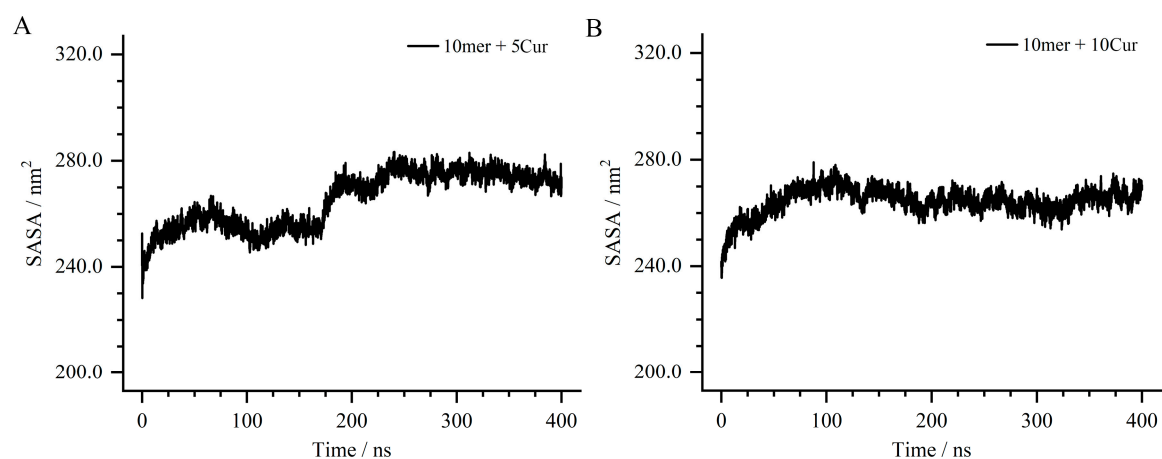 A
10mer + 5Cur
320.0
280.0
240.0
200.0
SASA / nm²
0 100 200 300 400
Time / ns
B
10mer + 10Cur
320.0
280.0
240.0
200.0
SASA / nm²
0 100 200 300 400
Time / ns